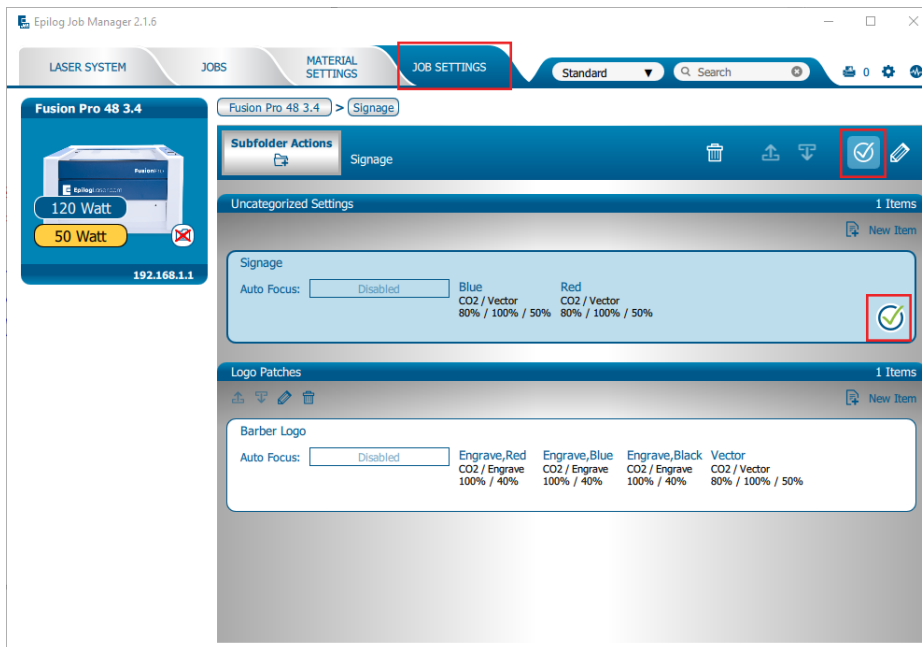 Epilog Job Manager 2.1.6
LASER SYSTEM
JOBS
MATERIAL
SETTINGS
JOB SETTINGS
Standard
Search
0
Fusion Pro 48 3.4
FusionPro
Epiloglaser.com
120 Watt
50 Watt
192.168.1.1
Fusion Pro 48 3.4 > Signage
Subfolder Actions
Signage
Uncategorized Settings 1 Items
New Item
Signage
Auto Focus: Disabled
Blue Red
CO2 / Vector CO2 / Vector
80% / 100% / 50% 80% / 100% / 50%
Logo Patches 1 Items
New Item
Barber Logo
Auto Focus: Disabled
Engrave,Red Engrave,Blue Engrave,Black Vector
CO2 / Engrave CO2 / Engrave CO2 / Engrave CO2 / Vector
100% / 40% 100% / 40% 100% / 40% 80% / 100% / 50%